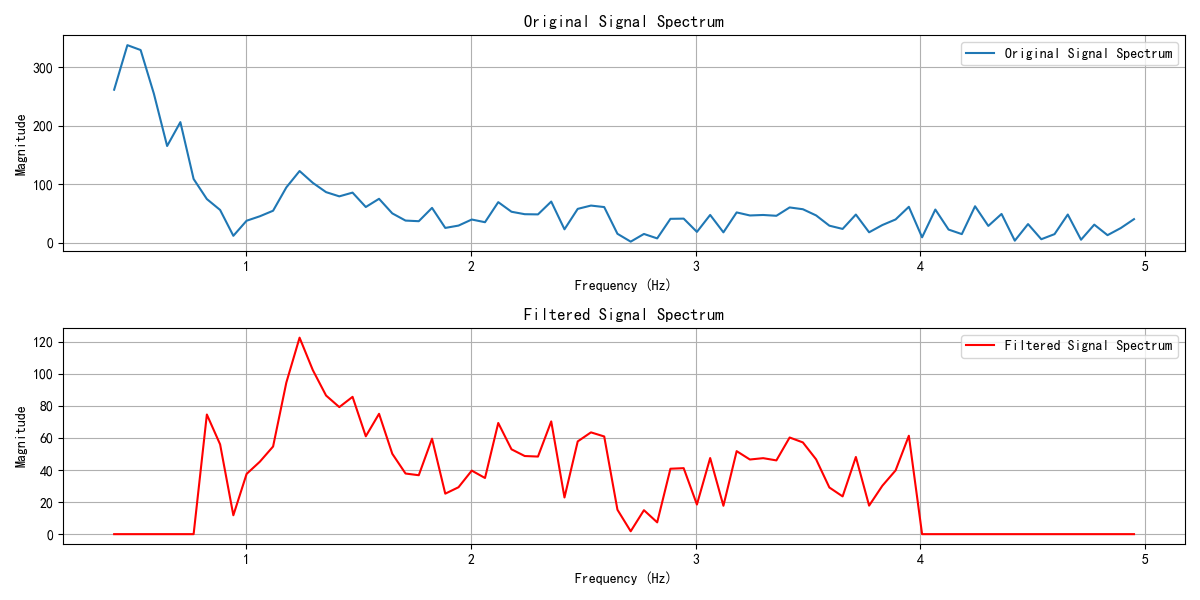 Original Signal Spectrum
Original Signal Spectrum
Magnitude
300
200
100
0
1
2
3
4
5
Frequency (Hz)
Filtered Signal Spectrum
Filtered Signal Spectrum
Magnitude
120
100
80
60
40
20
0
1
2
3
4
5
Frequency (Hz)